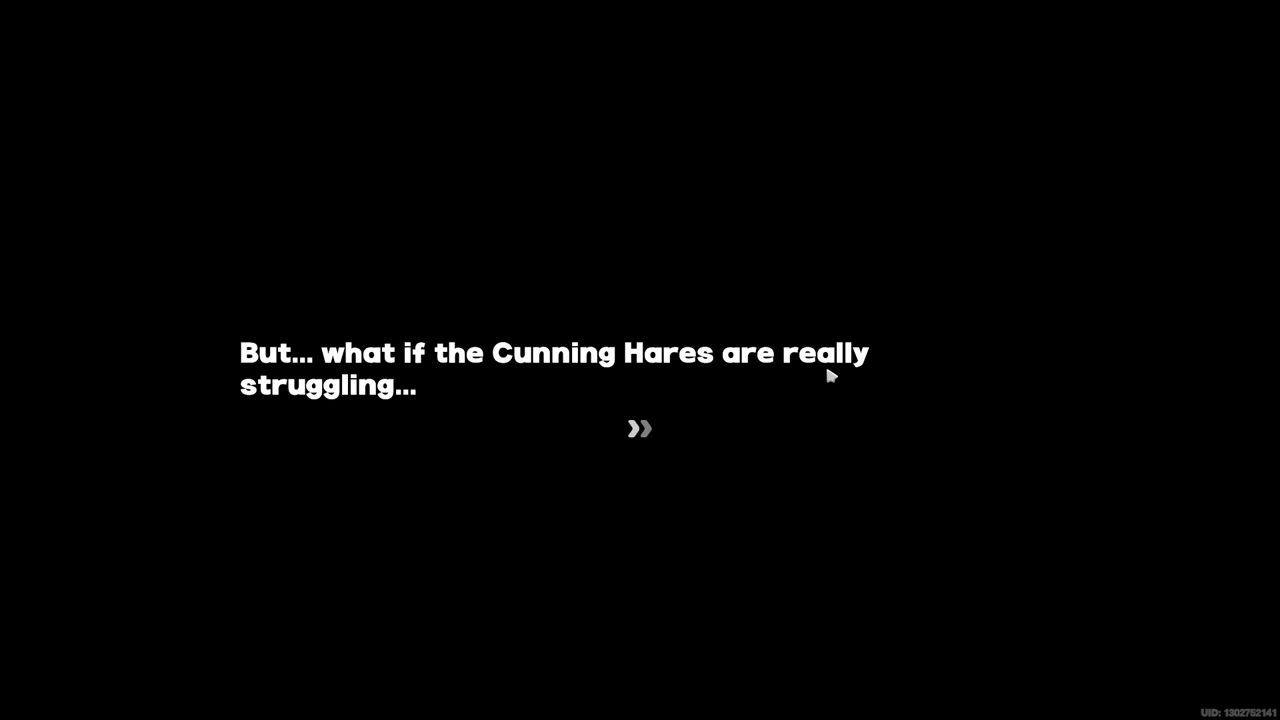 But... what if the Cunning Hares are really
struggling...
UID: 1302752141